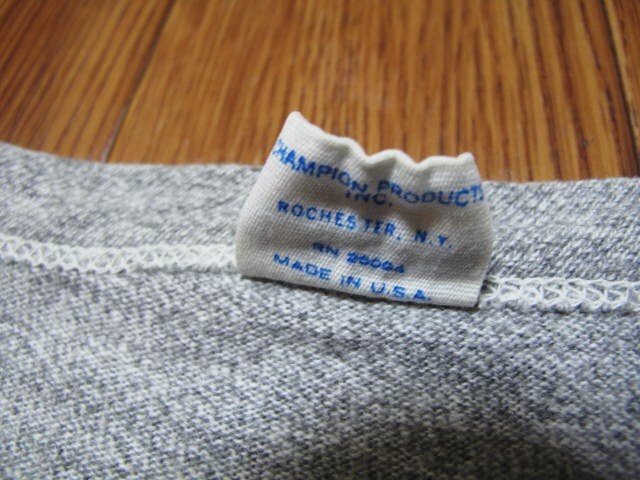 CHAMPION PRODUCTS
INC.
ROCHESTER, N.Y.
RN 26094
MADE IN U.S.A.